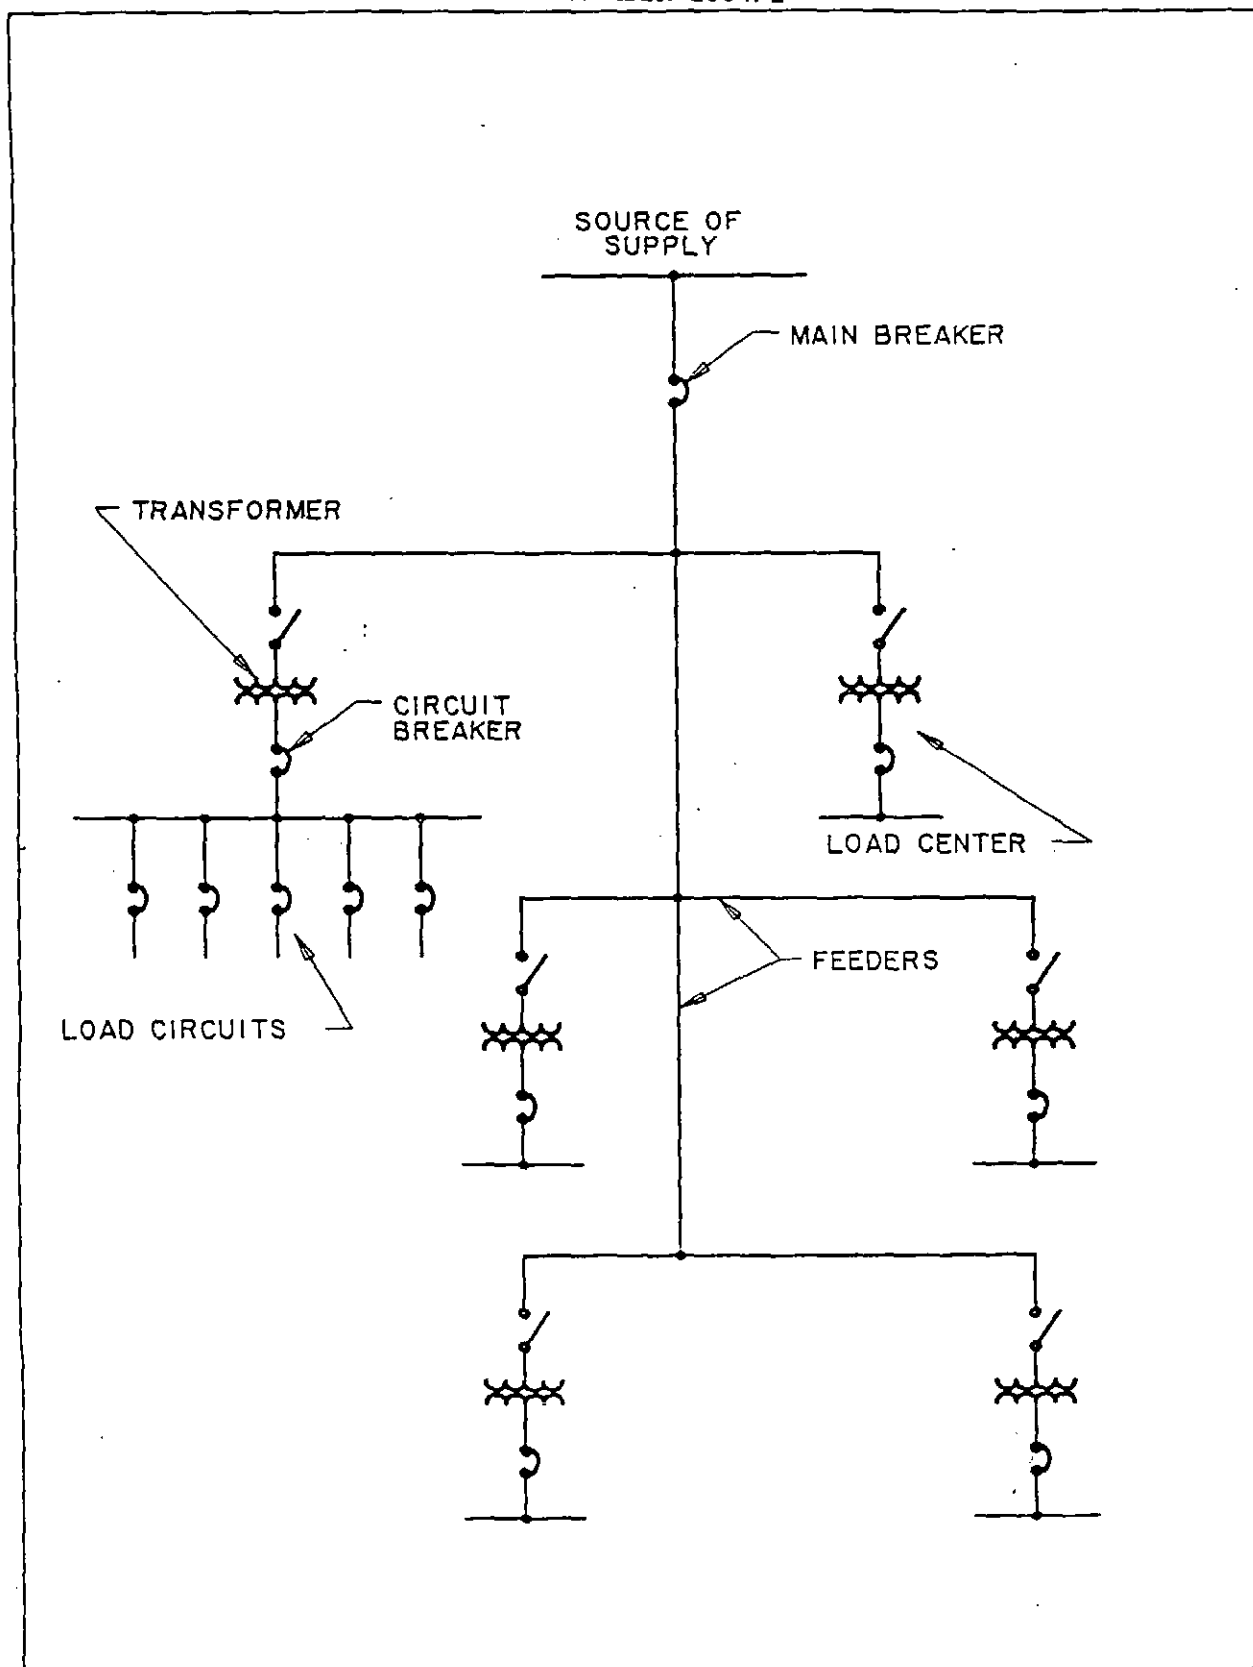 SOURCE OF
SUPPLY
MAIN BREAKER
TRANSFORMER
CIRCUIT
BREAKER
LOAD CENTER
FEEDERS
LOAD CIRCUITS